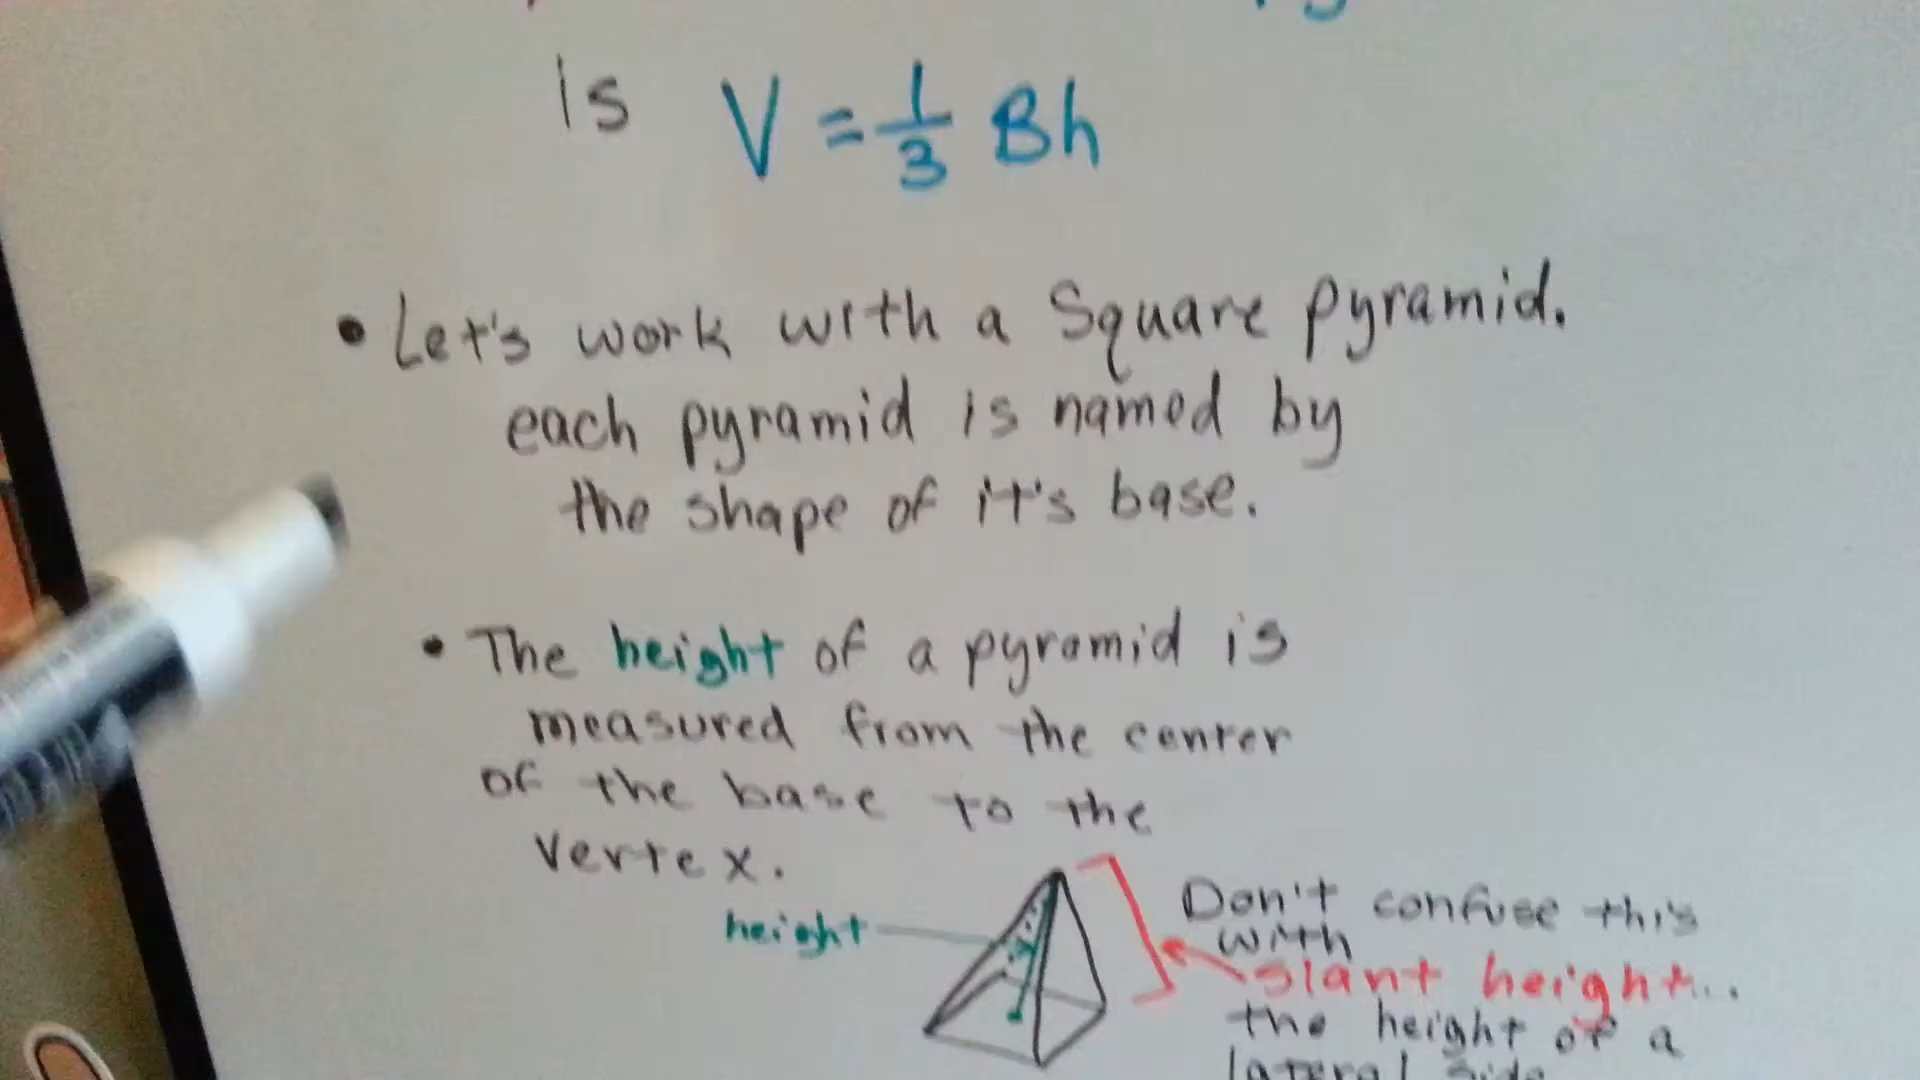 is V = 1/3 Bh
• Let's work with a Square pyramid.
each pyramid is named by
the shape of it's base.
• The height of a pyramid is
measured from the center
of the base to the
vertex.
height
Don't confuse this
with
slant height...
the height of a
lateral side